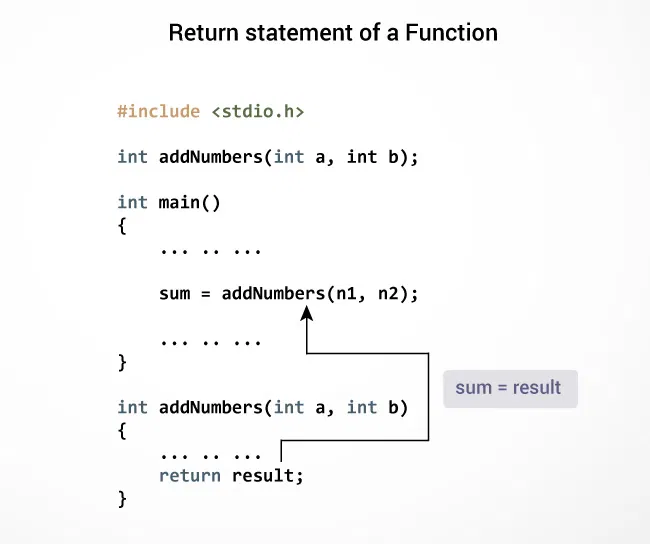 Return statement of a Function
#include <stdio.h>
int addNumbers(int a, int b);
int main()
{
... .. ...
sum = addNumbers(n1, n2);
... .. ...
}
sum = result
int addNumbers(int a, int b)
{
... .. ...
return result;
}